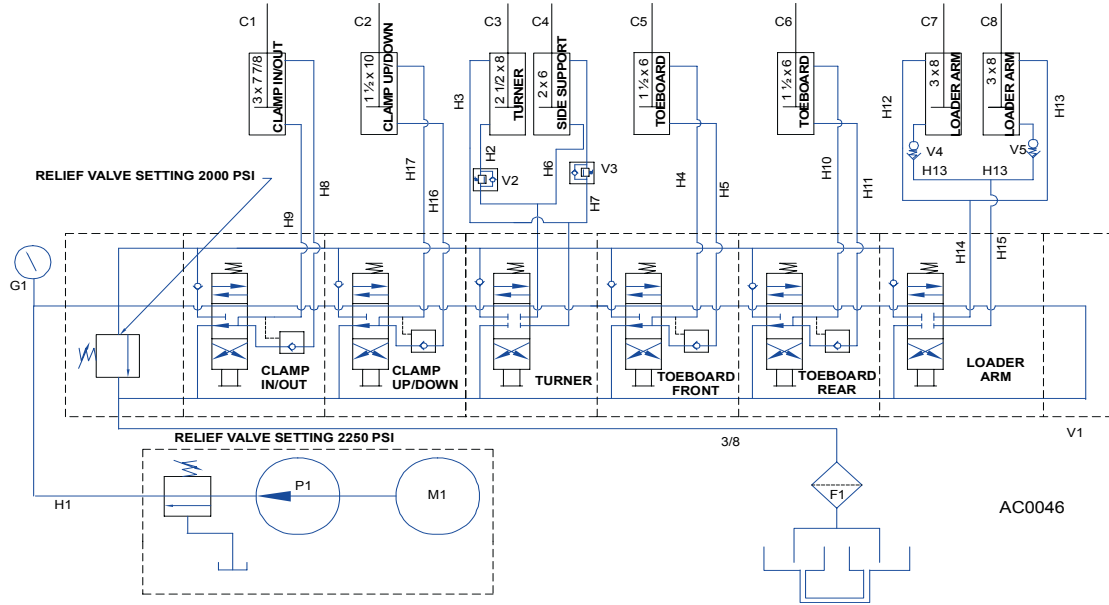 C1
C2
C3
C4
C5
C6
C7
C8
3 x 7 7/8
CLAMP IN/OUT
1 ½ x 10
CLAMP UP/DOWN
2 1/2 x 8
TURNER
2 x 6
SIDE SUPPORT
1 ½ x 6
TOEBOARD
1 ½ x 6
TOEBOARD
3 x 8
LOADER ARM
3 x 8
LOADER ARM
H3
H12
H13
H2
H6
V4
V5
RELIEF VALVE SETTING 2000 PSI
H8
H17
V2
V3
H4
H5
H10
H11
H13
H13
H9
H16
H7
H14
H15
G1
CLAMP
IN/OUT
CLAMP
UP/DOWN
TURNER
TOEBOARD
FRONT
TOEBOARD
REAR
LOADER
ARM
V1
RELIEF VALVE SETTING 2250 PSI
3/8
H1
P1
M1
F1
AC0046